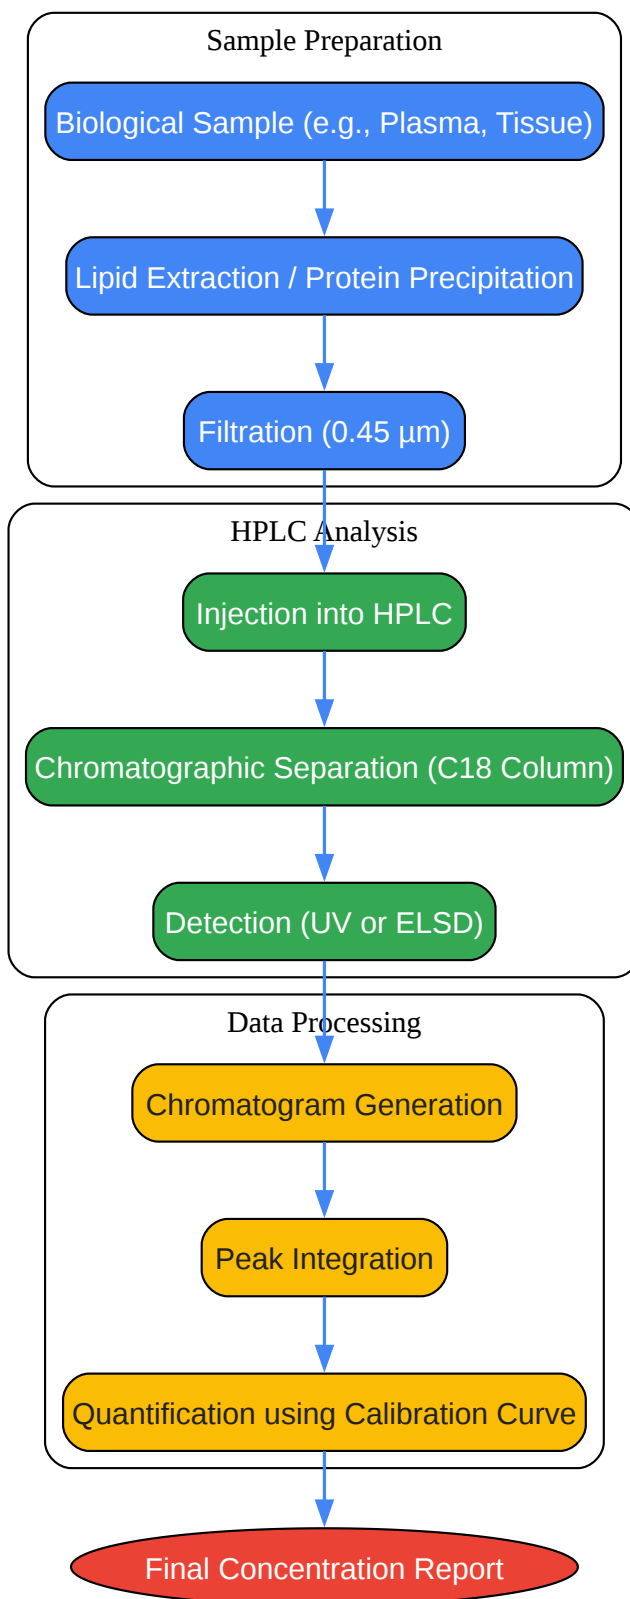 Sample Preparation
Biological Sample (e.g., Plasma, Tissue)
Lipid Extraction / Protein Precipitation
Filtration (0.45 µm)
HPLC Analysis
Injection into HPLC
Chromatographic Separation (C18 Column)
Detection (UV or ELSD)
Data Processing
Chromatogram Generation
Peak Integration
Quantification using Calibration Curve
Final Concentration Report